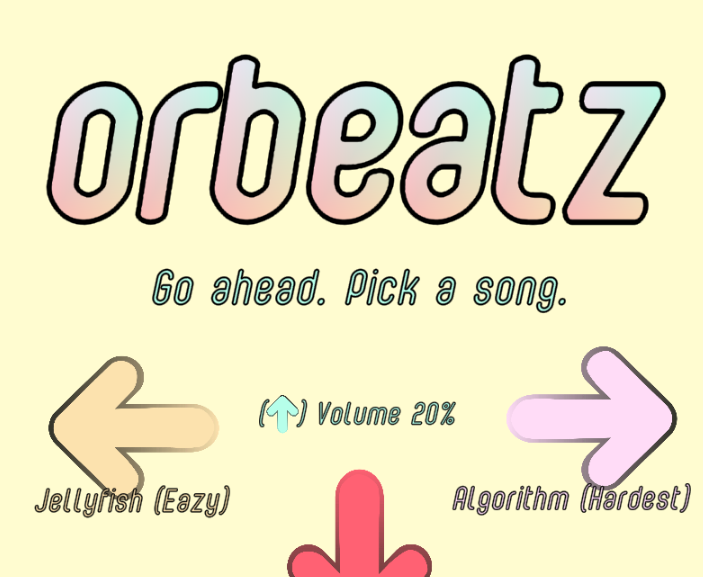 orbeatz
Go ahead. Pick a song.
(↑) Volume 20%
Jellyfish (Eazy)
Algorithm (Hardest)